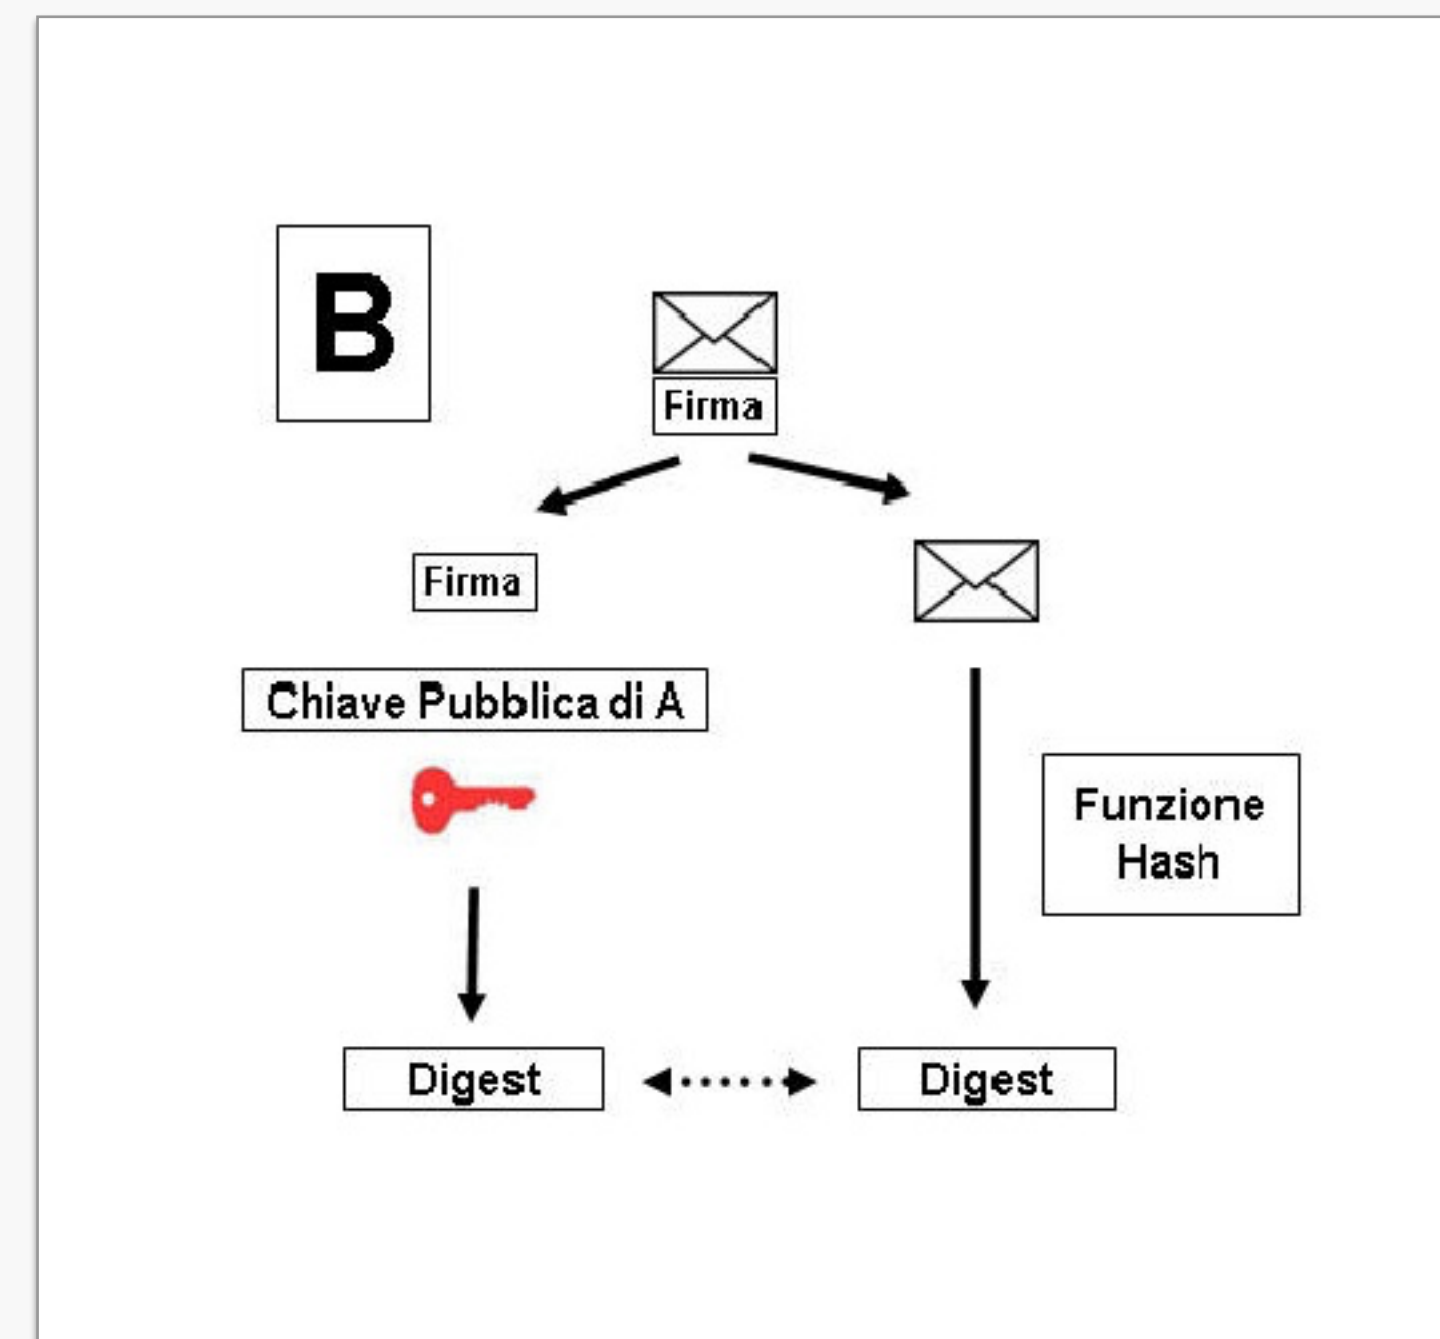 B
Firma
Firma
Chiave Pubblica di A
Funzione
Hash
Digest
Digest